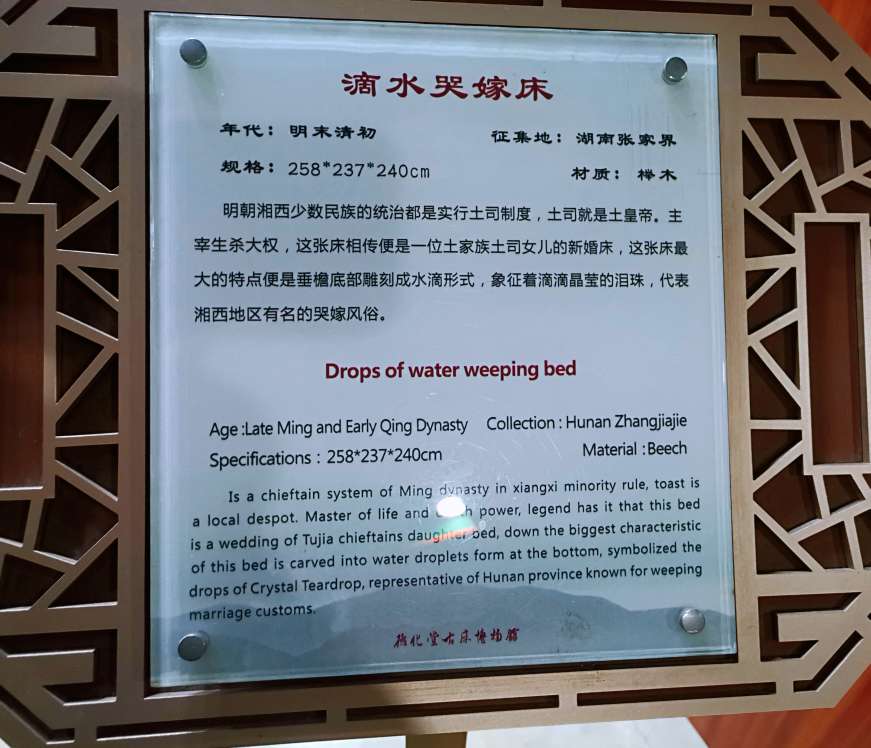 滴水哭嫁床
年代：明末清初 征集地：湖南张家界
规格：258*237*240cm 材质：榉木
明朝湘西少数民族的统治都是实行土司制度，土司就是土皇帝。主
宰生杀大权，这张床相传便是一位土家族土司女儿的新婚床，这张床最
大的特点便是垂檐底部雕刻成水滴形式，象征着滴滴晶莹的泪珠，代表
湘西地区有名的哭嫁风俗。
Drops of water weeping bed
Age :Late Ming and Early Qing Dynasty Collection : Hunan Zhangjiajie
Specifications : 258*237*240cm Material : Beech
Is a chieftain system of Ming dynasty in xiangxi minority rule, toast is
a local despot. Master of life and power, legend has it that this bed
is a wedding of Tujia chieftains daughter bed, down the biggest characteristic
of this bed is carved into water droplets form at the bottom, symbolized the
drops of Crystal Teardrop, representative of Hunan province known for weeping
marriage customs.
德化堂古床博物馆